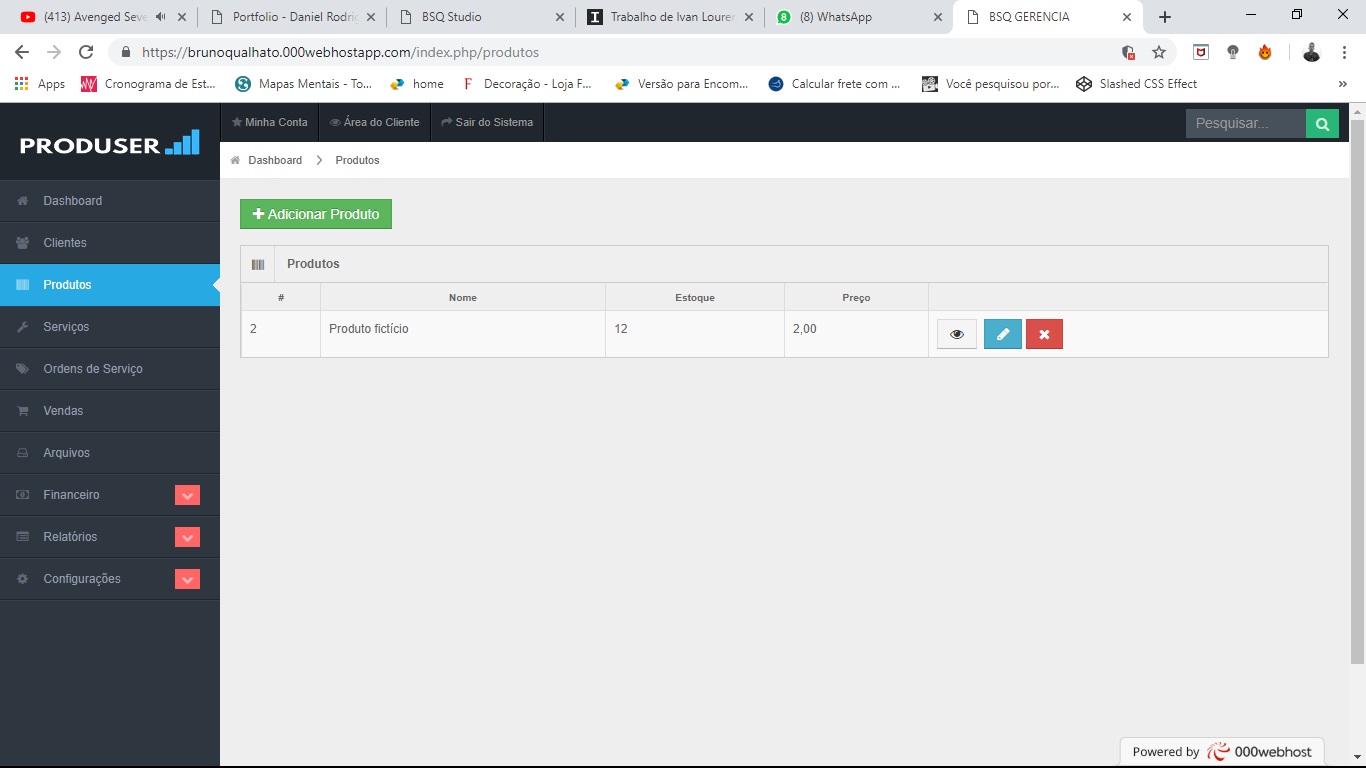 (413) Avenged Seve
Portfolio - Daniel Rodrig
BSQ Studio
Trabalho de Ivan Lourer
(8) WhatsApp
BSQ GERENCIA
https://brunoqualhato.000webhostapp.com/index.php/produtos
Apps
Cronograma de Est...
Mapas Mentais - To...
home
Decoração - Loja F...
Versão para Encom...
Calcular frete com ...
Você pesquisou por...
Slashed CSS Effect
»
PRODUSER
Minha Conta
Área do Cliente
Sair do Sistema
Pesquisar...
Dashboard
Produtos
Dashboard
Clientes
Produtos
Serviços
Ordens de Serviço
Vendas
Arquivos
Financeiro
Relatórios
Configurações
Adicionar Produto
Produtos
# Nome Estoque Preço
2 Produto fictício 12 2,00
Powered by 000webhost